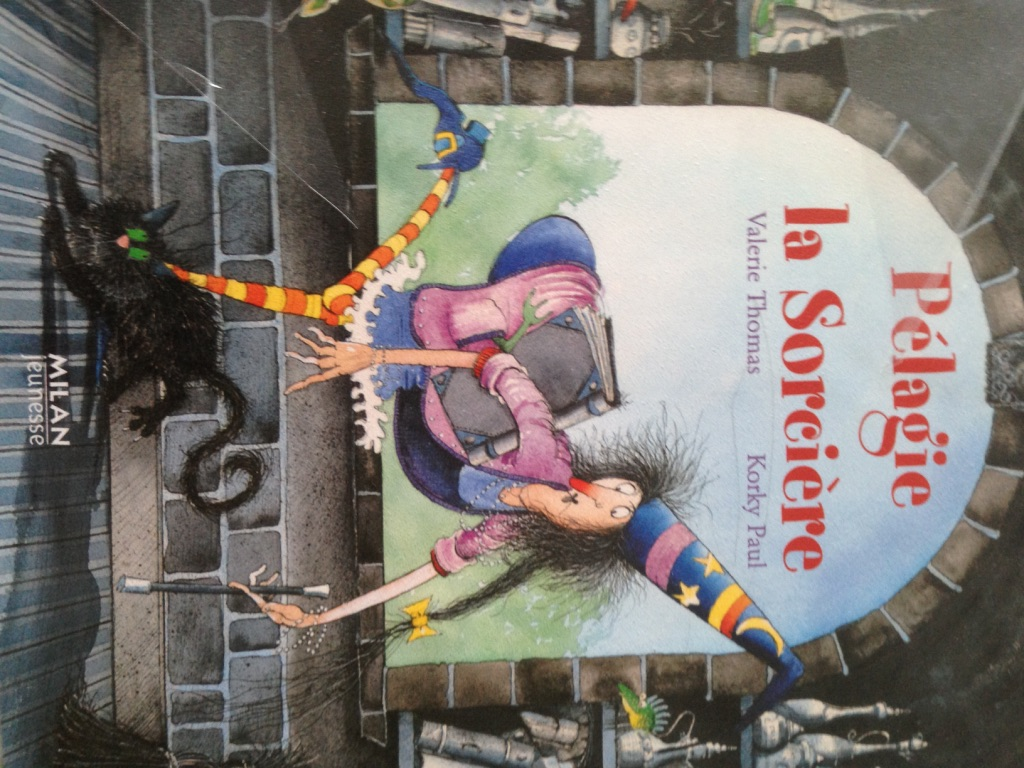 Pélagie
la Sorcière
Valerie Thomas Korky Paul
MILAN
jeunesse